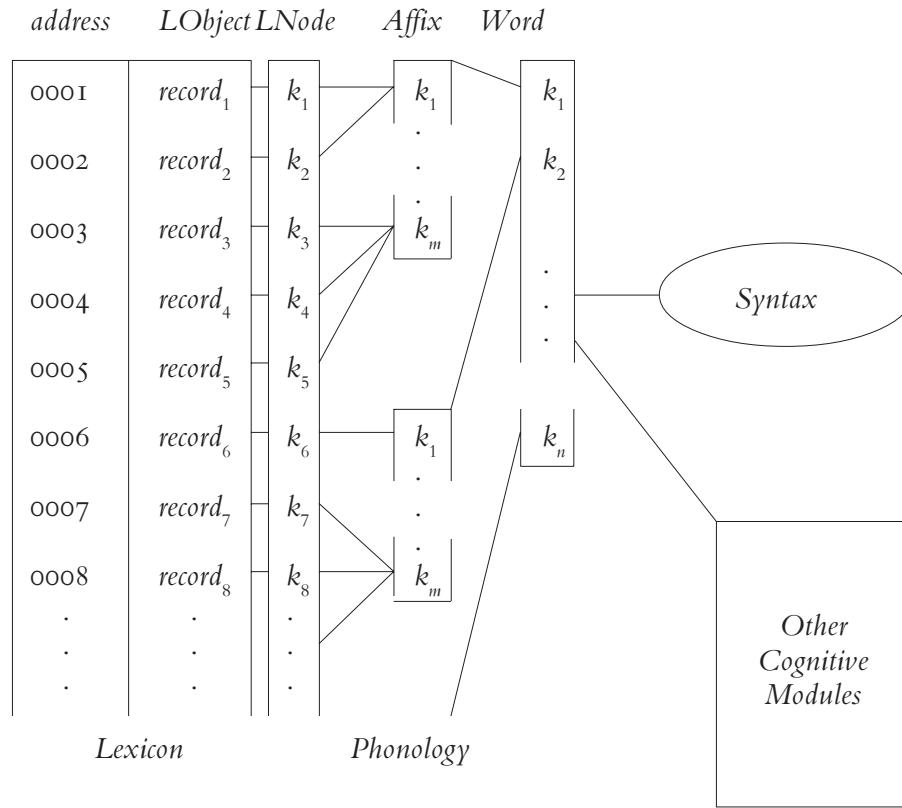 address LObject LNode Affix Word
0001 record₁ k₁ k₁ k₁
0002 record₂ k₂ k₂
0003 record₃ k₃ kₘ
0004 record₄ k₄ Syntax
0005 record₅ k₅
0006 record₆ k₆ k₁ kₙ
0007 record₇ k₇
0008 record₈ k₈ kₘ
Other
Cognitive
Modules
Lexicon Phonology